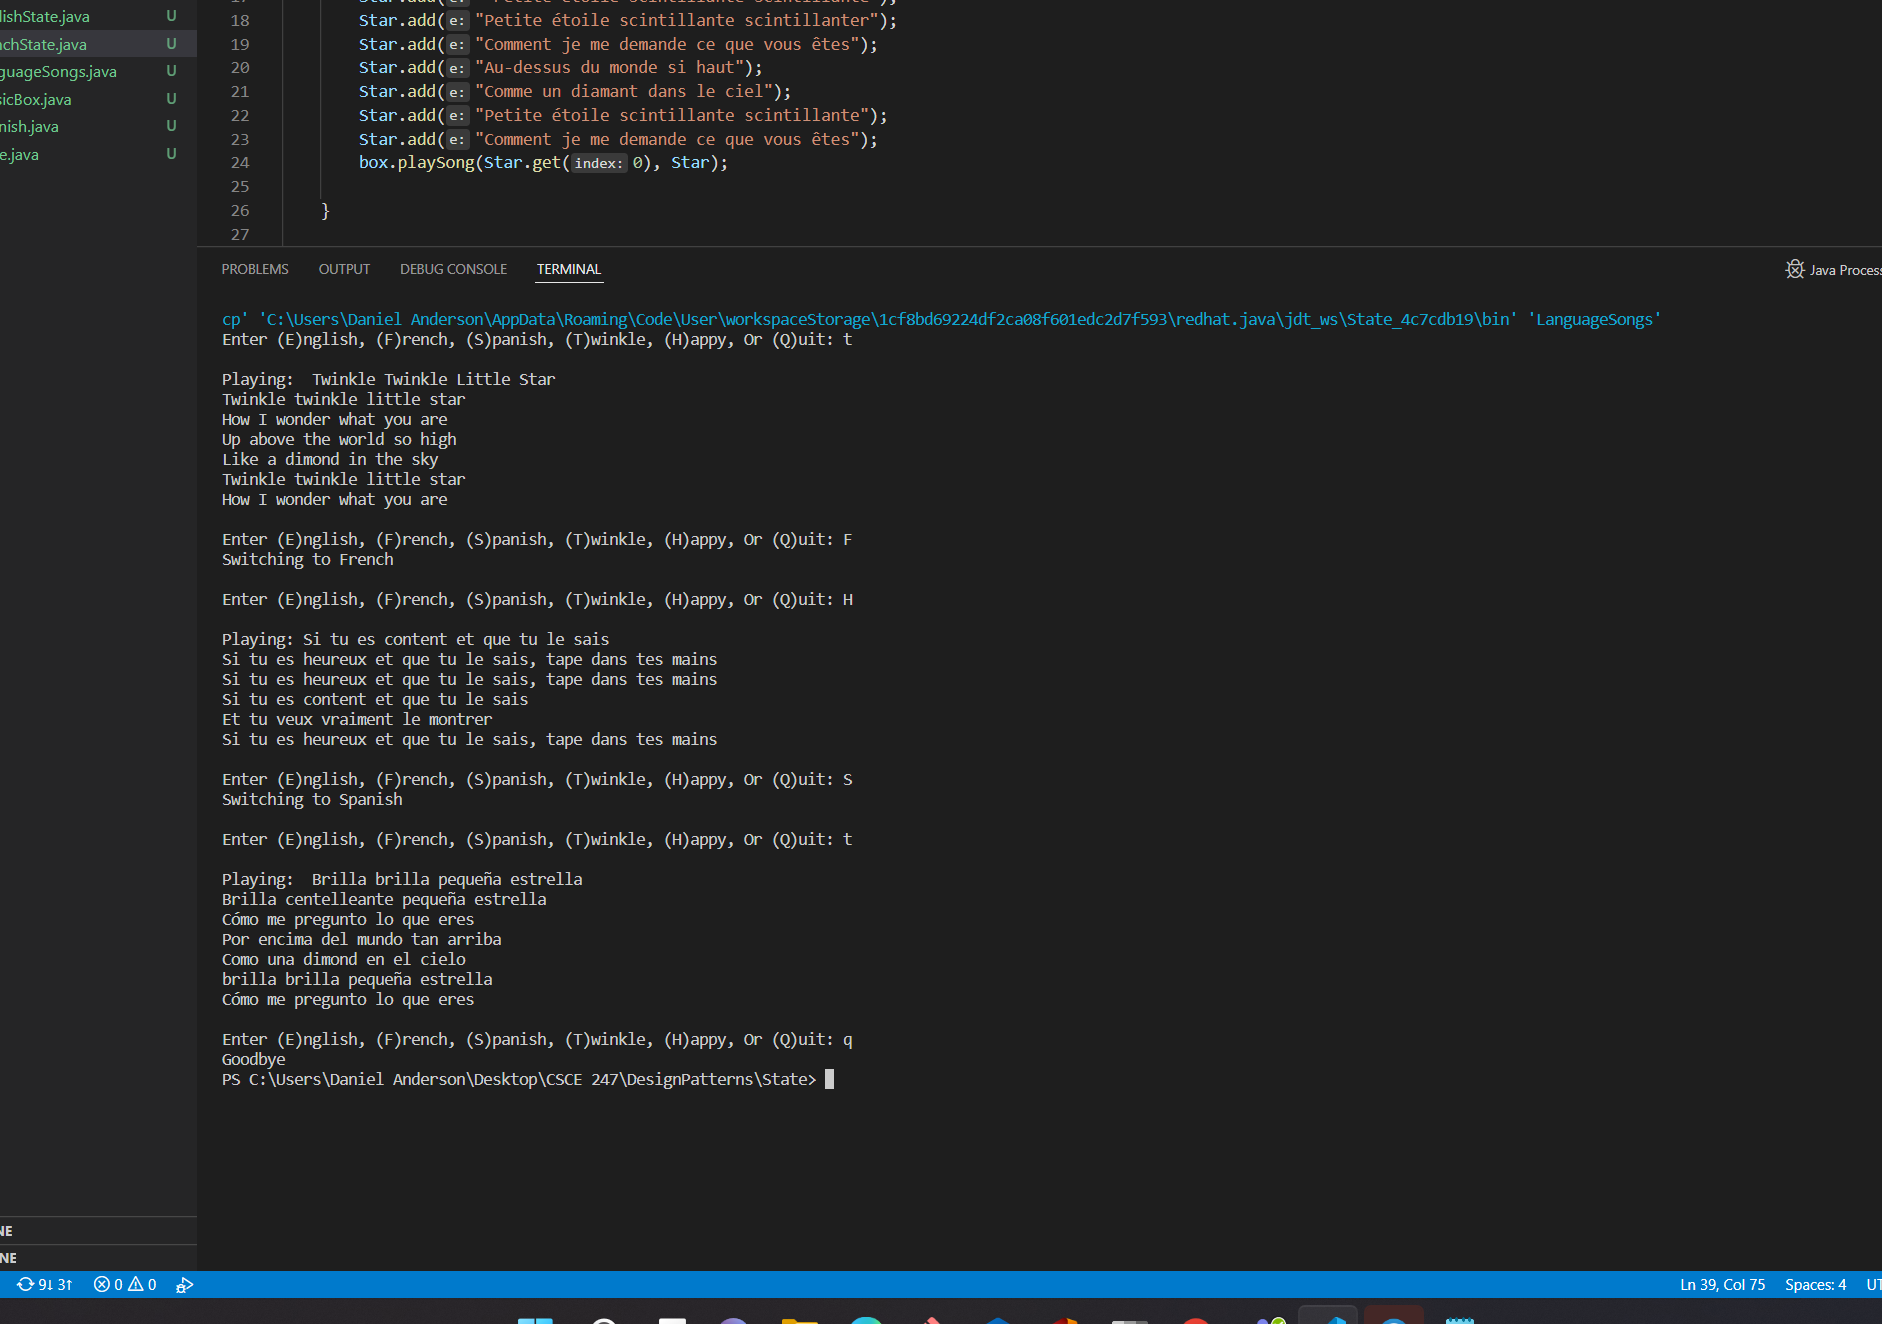 lishState.java U
nchState.java U
guageSongs.java U
sicBox.java U
nish.java U
e.java U
18 Star.add(e: "Petite étoile scintillante scintillanter");
19 Star.add(e: "Comment je me demande ce que vous êtes");
20 Star.add(e: "Au-dessus du monde si haut");
21 Star.add(e: "Comme un diamant dans le ciel");
22 Star.add(e: "Petite étoile scintillante scintillante");
23 Star.add(e: "Comment je me demande ce que vous êtes");
24 box.playSong(Star.get(index: 0), Star);
25
26 }
27
PROBLEMS OUTPUT DEBUG CONSOLE TERMINAL Java Process
cp' 'C:\Users\Daniel Anderson\AppData\Roaming\Code\User\workspaceStorage\1cf8bd69224df2ca08f601edc2d7f593\redhat.java\jdt_ws\State_4c7cdb19\bin' 'LanguageSongs'
Enter (E)nglish, (F)rench, (S)panish, (T)winkle, (H)appy, Or (Q)uit: t
Playing:  Twinkle Twinkle Little Star
Twinkle twinkle little star
How I wonder what you are
Up above the world so high
Like a dimond in the sky
Twinkle twinkle little star
How I wonder what you are
Enter (E)nglish, (F)rench, (S)panish, (T)winkle, (H)appy, Or (Q)uit: F
Switching to French
Enter (E)nglish, (F)rench, (S)panish, (T)winkle, (H)appy, Or (Q)uit: H
Playing: Si tu es content et que tu le sais
Si tu es heureux et que tu le sais, tape dans tes mains
Si tu es heureux et que tu le sais, tape dans tes mains
Si tu es content et que tu le sais
Et tu veux vraiment le montrer
Si tu es heureux et que tu le sais, tape dans tes mains
Enter (E)nglish, (F)rench, (S)panish, (T)winkle, (H)appy, Or (Q)uit: S
Switching to Spanish
Enter (E)nglish, (F)rench, (S)panish, (T)winkle, (H)appy, Or (Q)uit: t
Playing:  Brilla brilla pequeña estrella
Brilla centelleante pequeña estrella
Cómo me pregunto lo que eres
Por encima del mundo tan arriba
Como una dimond en el cielo
brilla brilla pequeña estrella
Cómo me pregunto lo que eres
Enter (E)nglish, (F)rench, (S)panish, (T)winkle, (H)appy, Or (Q)uit: q
Goodbye
PS C:\Users\Daniel Anderson\Desktop\CSCE 247\DesignPatterns\State>
NE
NE
9↓ 3↑ 0 0 Ln 39, Col 75 Spaces: 4 UT